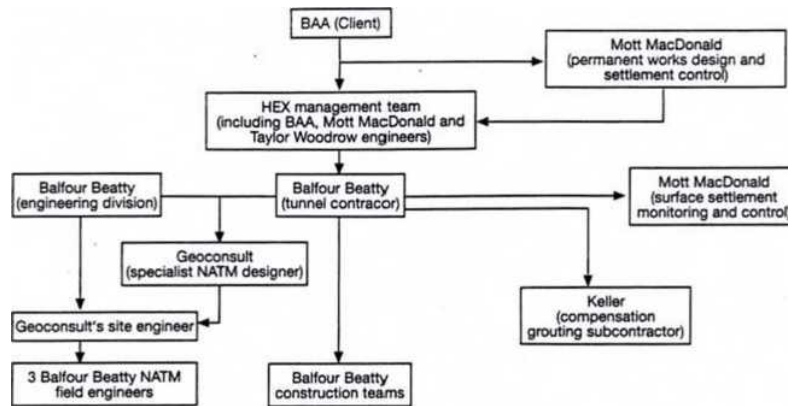 BAA (Client)
Mott MacDonald
(permanent works design and
settlement control)
HEX management team
(including BAA, Mott MacDonald and
Taylor Woodrow engineers)
Balfour Beatty
(engineering division)
Balfour Beatty
(tunnel contracor)
Mott MacDonald
(surface settlement
monitoring and control)
Geoconsult
(specialist NATM designer)
Keller
(compensation
grouting subcontractor)
Geoconsult's site engineer
3 Balfour Beatty NATM
field engineers
Balfour Beatty
construction teams